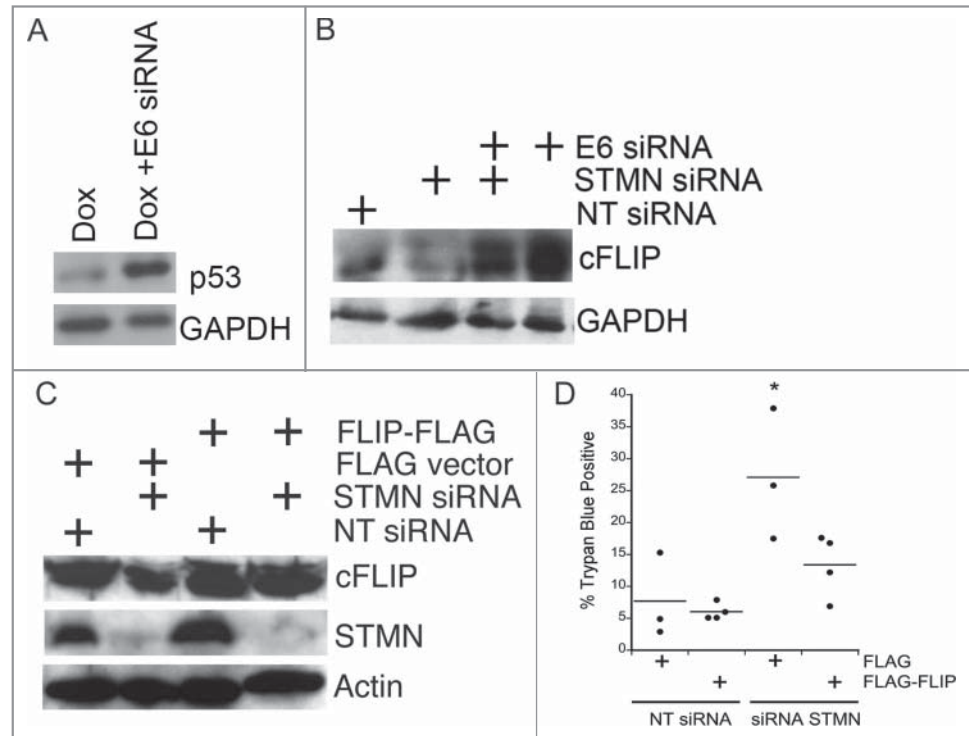 A
Dox
Dox +E6 siRNA
p53
GAPDH
B
+ + E6 siRNA
+ + STMN siRNA
+ NT siRNA
cFLIP
GAPDH
C
+ + FLIP-FLAG
+ + FLAG vector
+ + STMN siRNA
+ + NT siRNA
cFLIP
STMN
Actin
D
% Trypan Blue Positive
40
35
30
25
20
15
10
5
0
*
+ + FLAG
+ + FLAG-FLIP
NT siRNA siRNA STMN